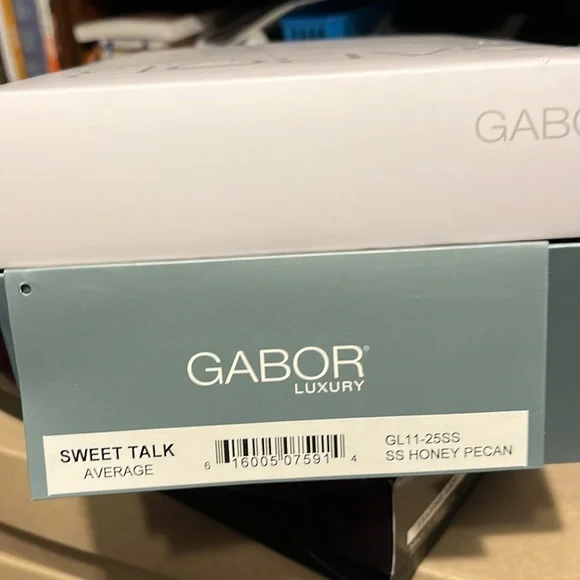 GABO
GABOR®
LUXURY
SWEET TALK
AVERAGE
6 16005 07591 4
GL11-25SS
SS HONEY PECAN